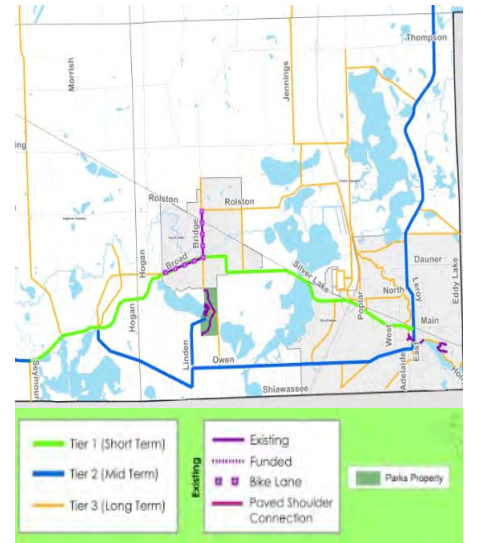 Thompson
Morrish
Jennings
ing
Rolston
Rolston
Bridge
Broad
Hogan
Silver Lake
Dauner
North
Leroy
Eddy Lake
Poplar
Hogan
Main
West
East
Linden
Owen
Adelaide
Seymour
Shiawassee
Ho
Tier 1 (Short Term)
Tier 2 (Mid Term)
Tier 3 (Long Term)
Existing
Existing
Funded
Bike Lane
Paved Shoulder
Connection
Parks Property